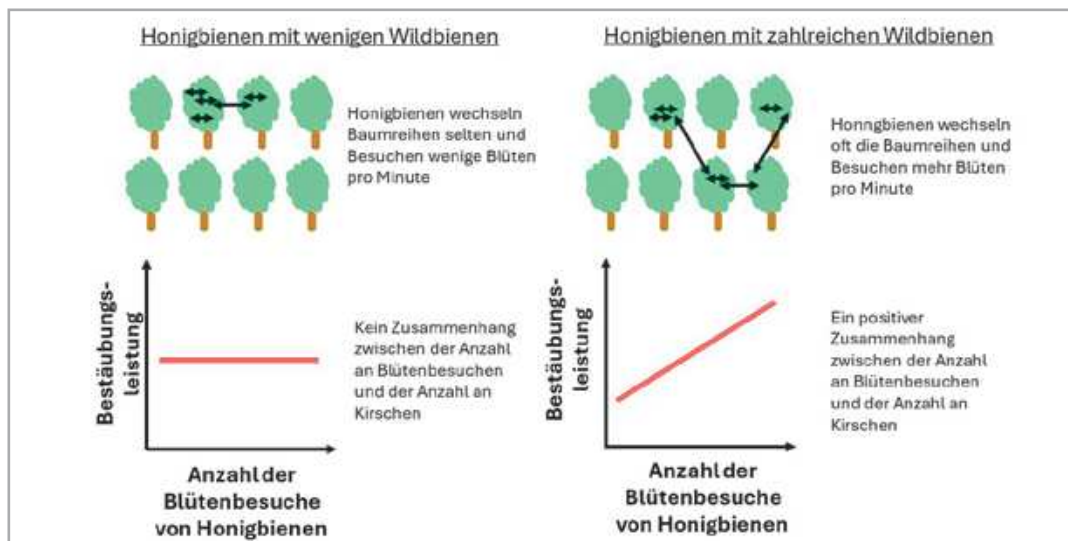 Honigbienen mit wenigen Wildbienen
Honigbienen wechseln
Baumreihen selten und
Besuchen wenige Blüten
pro Minute
Bestäubungs-
leistung
Kein Zusammenhang
zwischen der Anzahl
an Blütenbesuchen
und der Anzahl an
Kirschen
Anzahl der
Blütenbesuche
von Honigbienen
Honigbienen mit zahlreichen Wildbienen
Honngbienen wechseln
oft die Baumreihen und
Besuchen mehr Blüten
pro Minute
Bestäubungs-
leistung
Ein positiver
Zusammenhang
zwischen der Anzahl
an Blütenbesuchen
und der Anzahl an
Kirschen
Anzahl der
Blütenbesuche
von Honigbienen